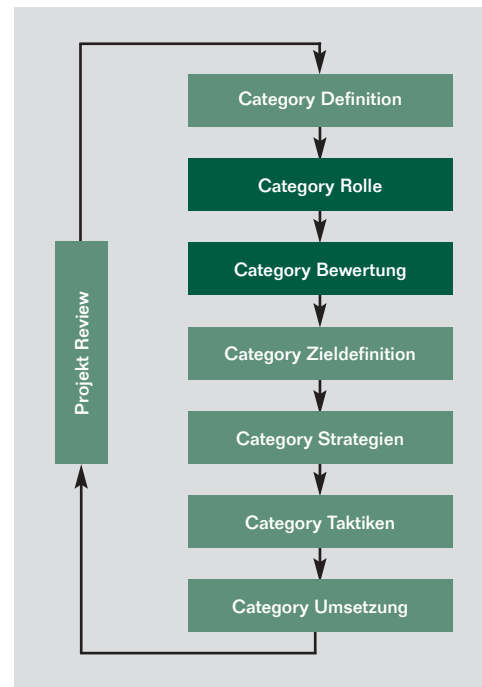 Category Definition
Category Rolle
Category Bewertung
Category Zieldefinition
Category Strategien
Category Taktiken
Category Umsetzung
Projekt Review